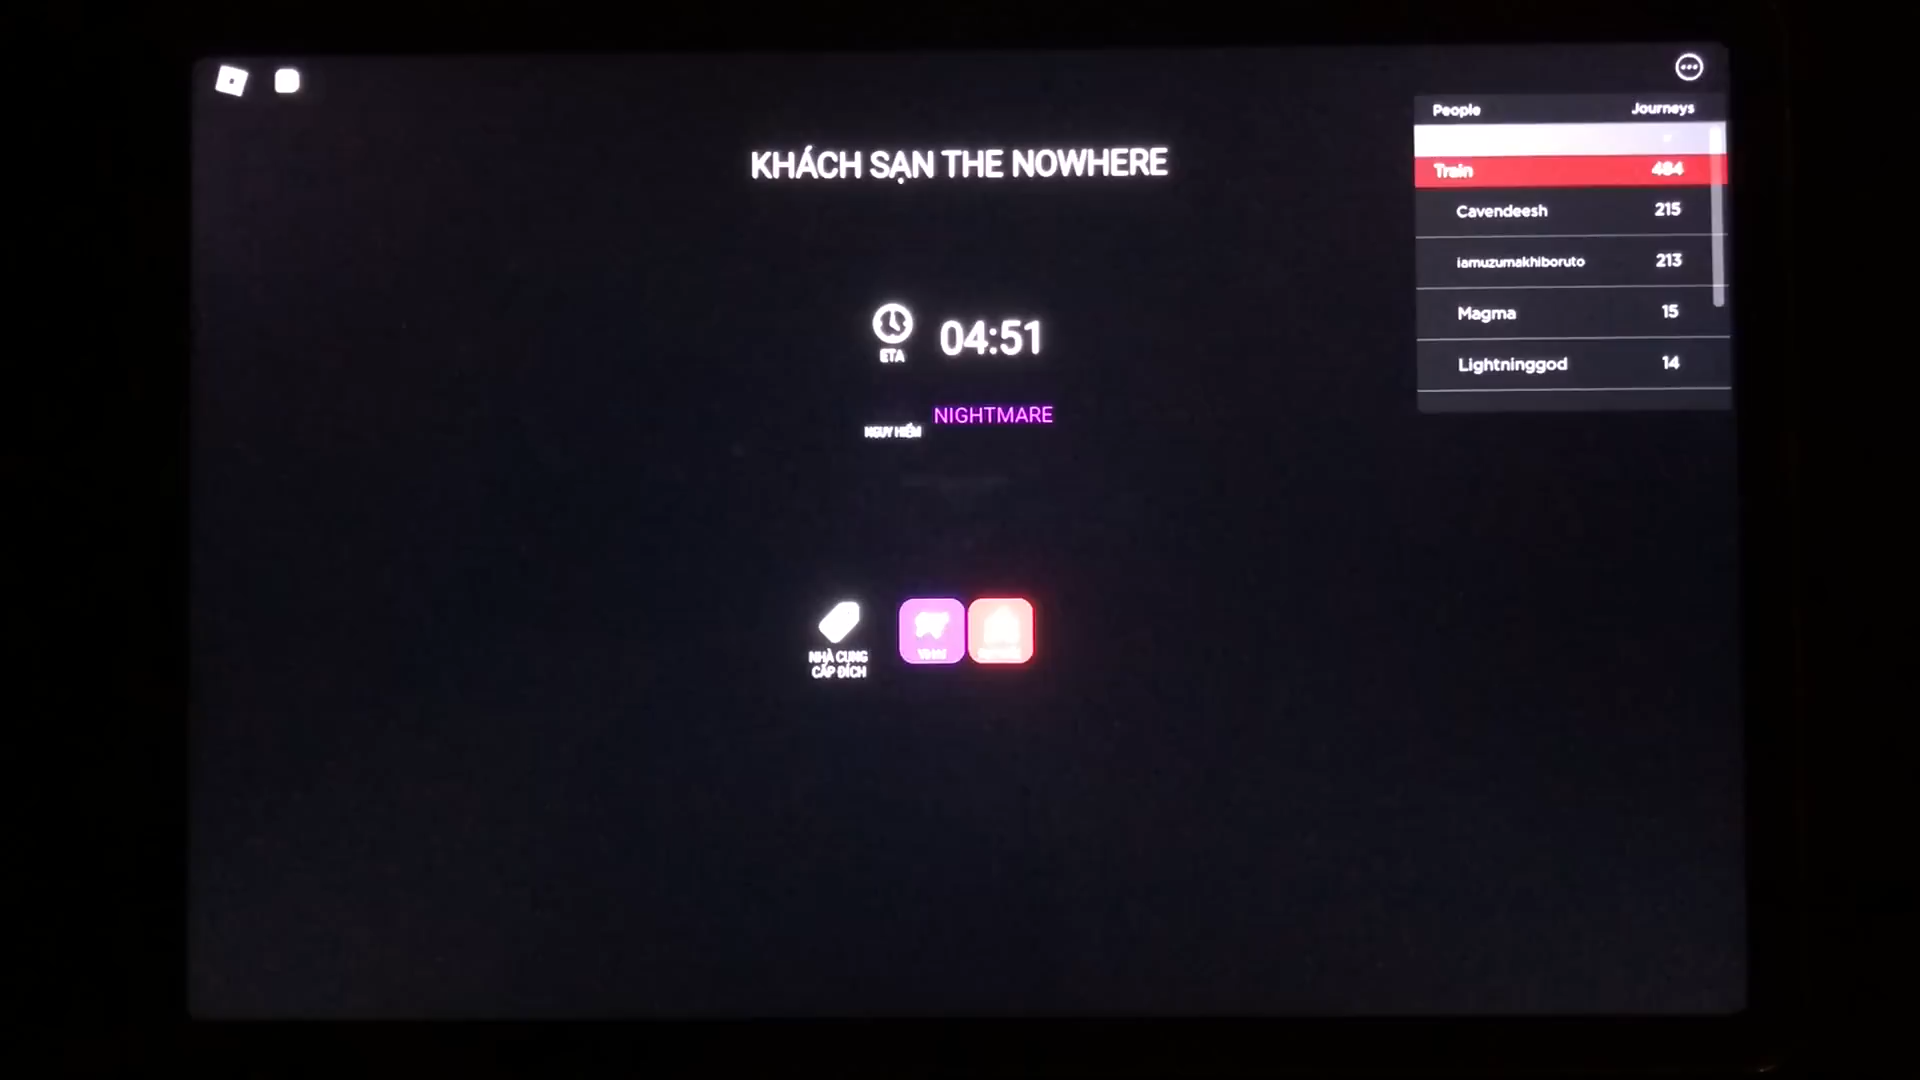 People Journeys
Train 484
Cavendeesh 215
iamuzumakhiboruto 213
Magma 15
Lightninggod 14
KHÁCH SẠN THE NOWHERE
ETA 04:51
NGUY HIỂM NIGHTMARE
NHÀ CUNG
CẤP ĐÍCH